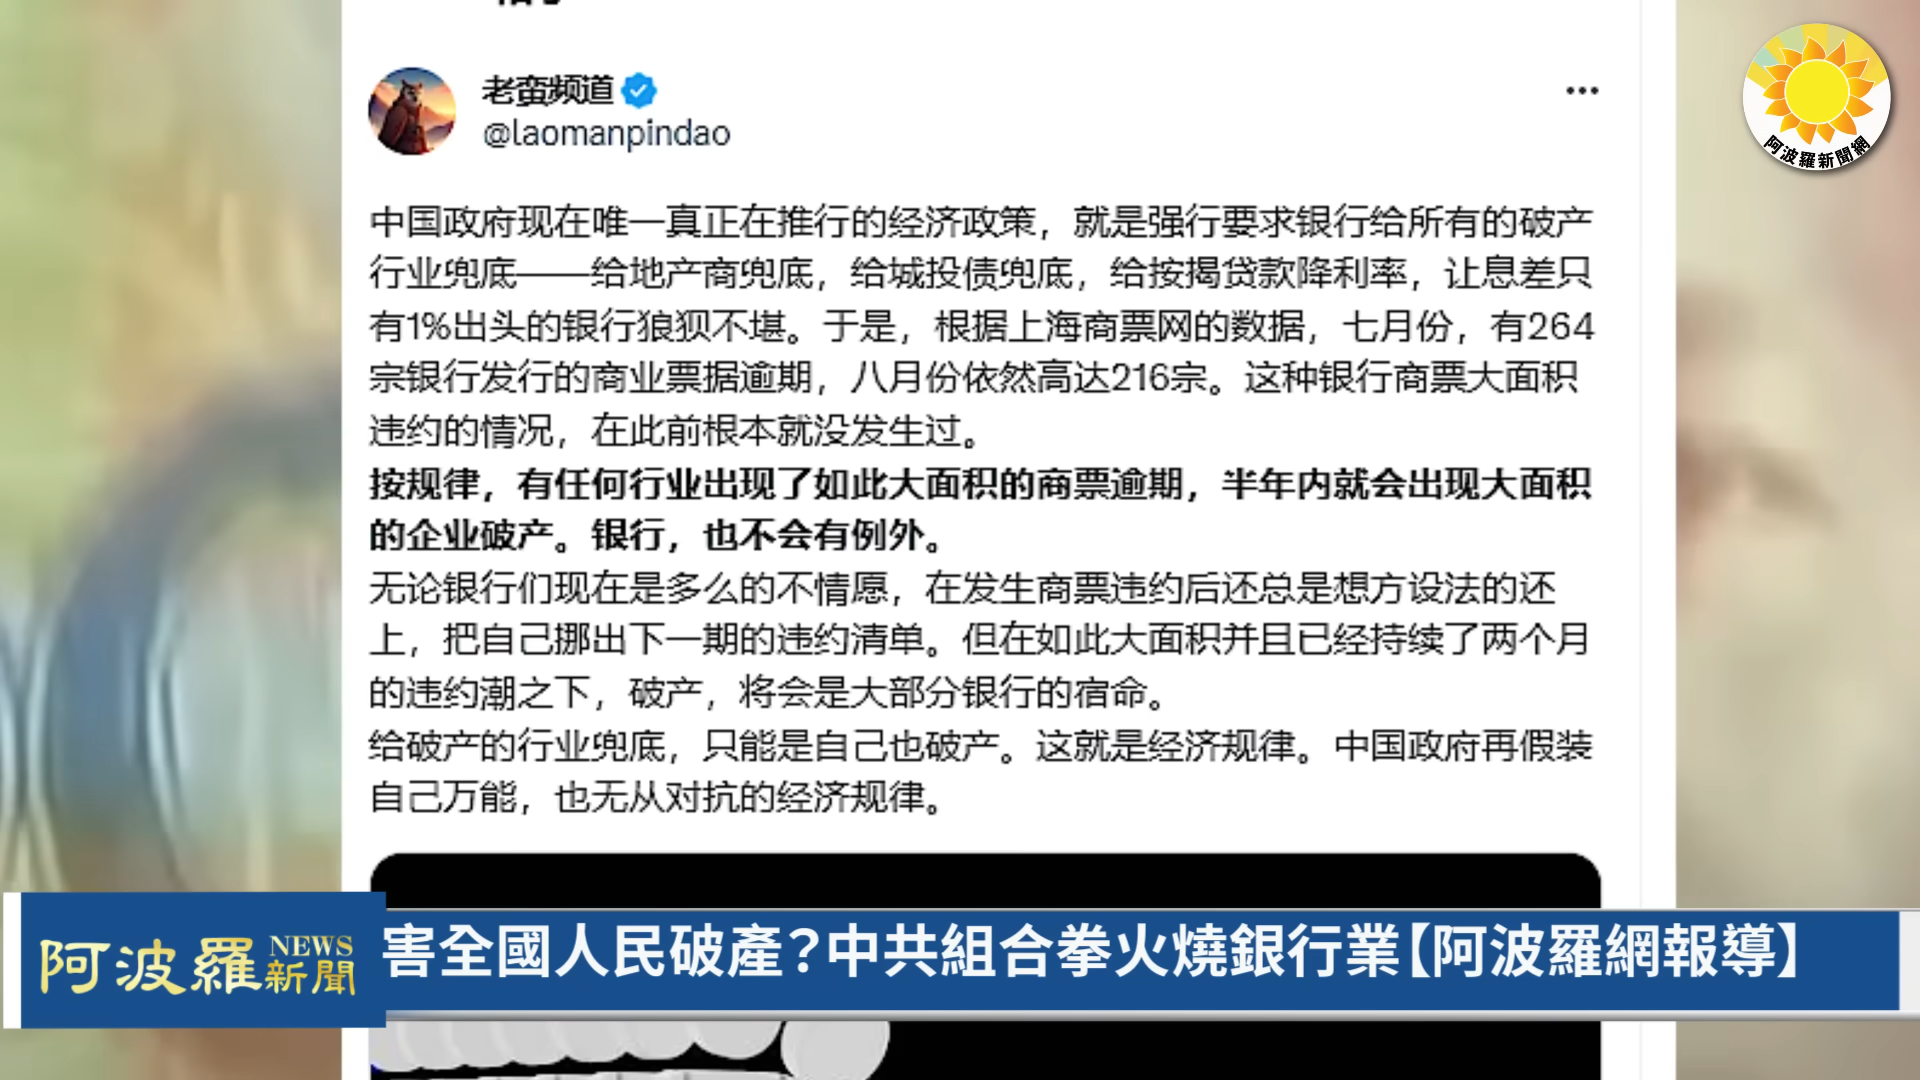 老蛮频道
@laomanpindao
阿波羅新聞網
中国政府现在唯一真正在推行的经济政策，就是强行要求银行给所有的破产
行业兜底——给地产商兜底，给城投债兜底，给按揭贷款降利率，让息差只
有1%出头的银行狼狈不堪。于是，根据上海商票网的数据，七月份，有264
宗银行发行的商业票据逾期，八月份依然高达216宗。这种银行商票大面积
违约的情况，在此前根本就没发生过。
按规律，有任何行业出现了如此大面积的商票逾期，半年内就会出现大面积
的企业破产。银行，也不会有例外。
无论银行们现在是多么的不情愿，在发生商票违约后还总是想方设法的还
上，把自己挪出下一期的违约清单。但在如此大面积并且已经持续了两个月
的违约潮之下，破产，将会是大部分银行的宿命。
给破产的行业兜底，只能是自己也破产。这就是经济规律。中国政府再假装
自己万能，也无从对抗的经济规律。
阿波羅NEWS新聞
害全國人民破產？中共組合拳火燒銀行業【阿波羅網報導】